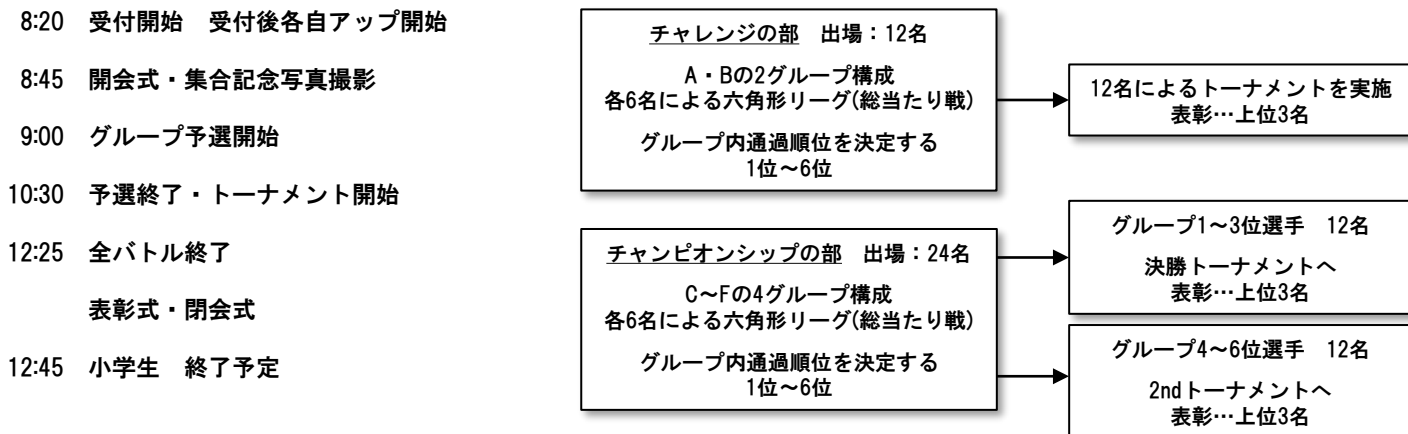 8:20 受付開始 受付後各自アップ開始
8:45 開会式・集合記念写真撮影
9:00 グループ予選開始
10:30 予選終了・トーナメント開始
12:25 全バトル終了
表彰式・閉会式
12:45 小学生 終了予定
チャレンジの部 出場：12名
A・Bの2グループ構成
各6名による六角形リーグ(総当たり戦)
グループ内通過順位を決定する
1位～6位
12名によるトーナメントを実施
表彰…上位3名
チャンピオンシップの部 出場：24名
C～Fの4グループ構成
各6名による六角形リーグ(総当たり戦)
グループ内通過順位を決定する
1位～6位
グループ1～3位選手 12名
決勝トーナメントへ
表彰…上位3名
グループ4～6位選手 12名
2ndトーナメントへ
表彰…上位3名